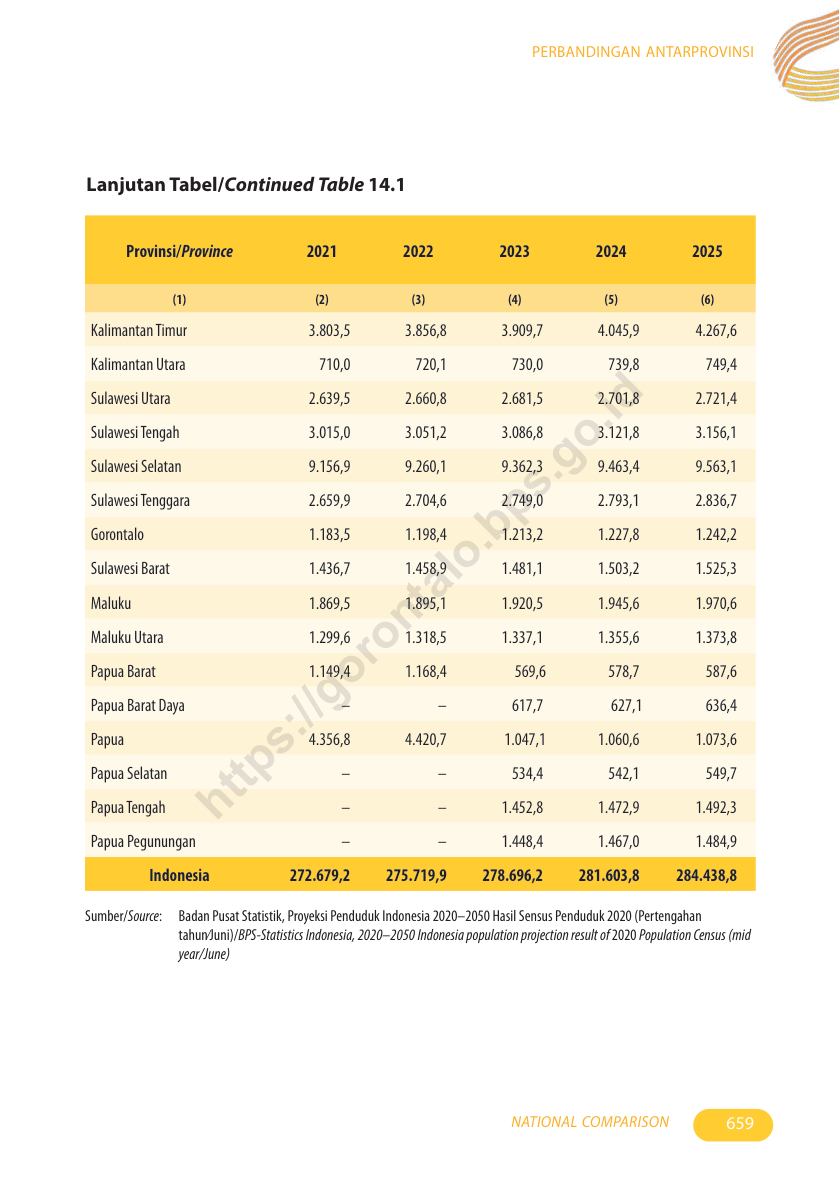 PERBANDINGAN ANTARPROVINSI
Lanjutan Tabel/Continued Table 14.1
Provinsi/Province 2021 2022 2023 2024 2025
(1) (2) (3) (4) (5) (6)
Kalimantan Timur 3.803,5 3.856,8 3.909,7 4.045,9 4.267,6
Kalimantan Utara 710,0 720,1 730,0 739,8 749,4
Sulawesi Utara 2.639,5 2.660,8 2.681,5 2.701,8 2.721,4
Sulawesi Tengah 3.015,0 3.051,2 3.086,8 3.121,8 3.156,1
Sulawesi Selatan 9.156,9 9.260,1 9.362,3 9.463,4 9.563,1
Sulawesi Tenggara 2.659,9 2.704,6 2.749,0 2.793,1 2.836,7
Gorontalo 1.183,5 1.198,4 1.213,2 1.227,8 1.242,2
Sulawesi Barat 1.436,7 1.458,9 1.481,1 1.503,2 1.525,3
Maluku 1.869,5 1.895,1 1.920,5 1.945,6 1.970,6
Maluku Utara 1.299,6 1.318,5 1.337,1 1.355,6 1.373,8
Papua Barat 1.149,4 1.168,4 569,6 578,7 587,6
Papua Barat Daya – – 617,7 627,1 636,4
Papua 4.356,8 4.420,7 1.047,1 1.060,6 1.073,6
Papua Selatan – – 534,4 542,1 549,7
Papua Tengah – – 1.452,8 1.472,9 1.492,3
Papua Pegunungan – – 1.448,4 1.467,0 1.484,9
Indonesia 272.679,2 275.719,9 278.696,2 281.603,8 284.438,8
https://gorontalo.bps.go.id
Sumber/Source: Badan Pusat Statistik, Proyeksi Penduduk Indonesia 2020–2050 Hasil Sensus Penduduk 2020 (Pertengahan
tahun/Juni)/BPS-Statistics Indonesia, 2020–2050 Indonesia population projection result of 2020 Population Census (mid
year/June)
NATIONAL COMPARISON 659